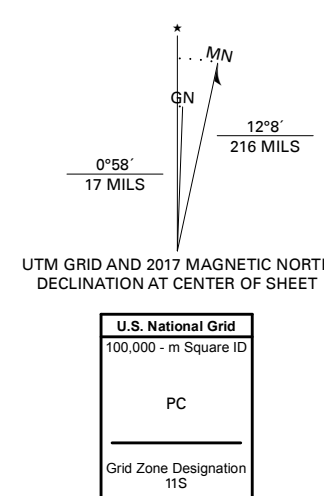 ★
MN
GN
12°8´
216 MILS
0°58´
17 MILS
UTM GRID AND 2017 MAGNETIC NORTH
DECLINATION AT CENTER OF SHEET
U.S. National Grid
100,000 - m Square ID
PC
Grid Zone Designation
11S